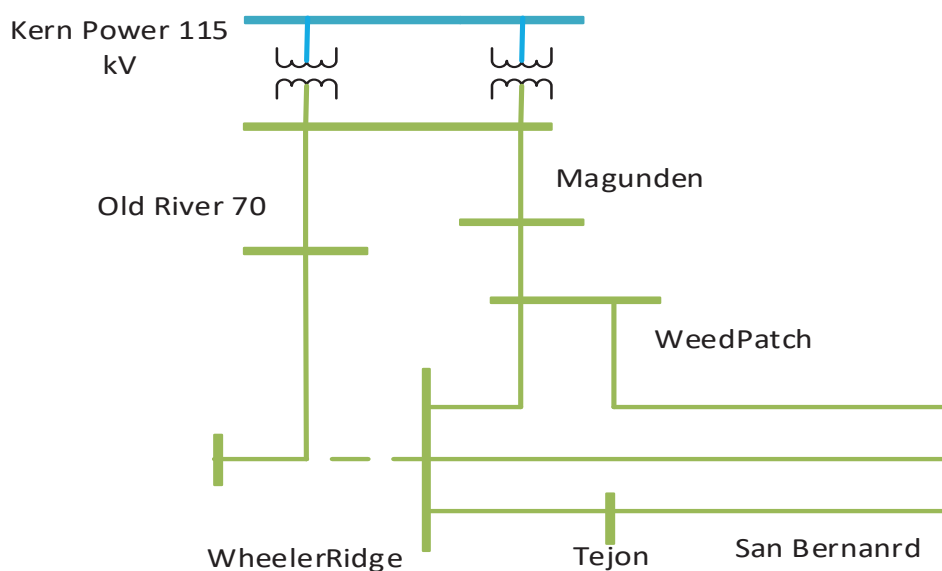 Kern Power 115
kV
Magunden
Old River 70
WeedPatch
WheelerRidge
Tejon
San Bernanrd